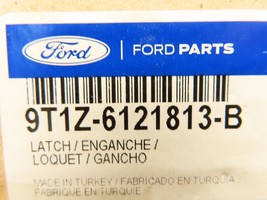 Ford
FORD PARTS
9T1Z-6121813-B
LATCH / ENGANCHE /
LOQUET / GANCHO
MADE IN TURKEY / FABRICADO EN TURQUIA
FABRIQUE EN TURQUIE